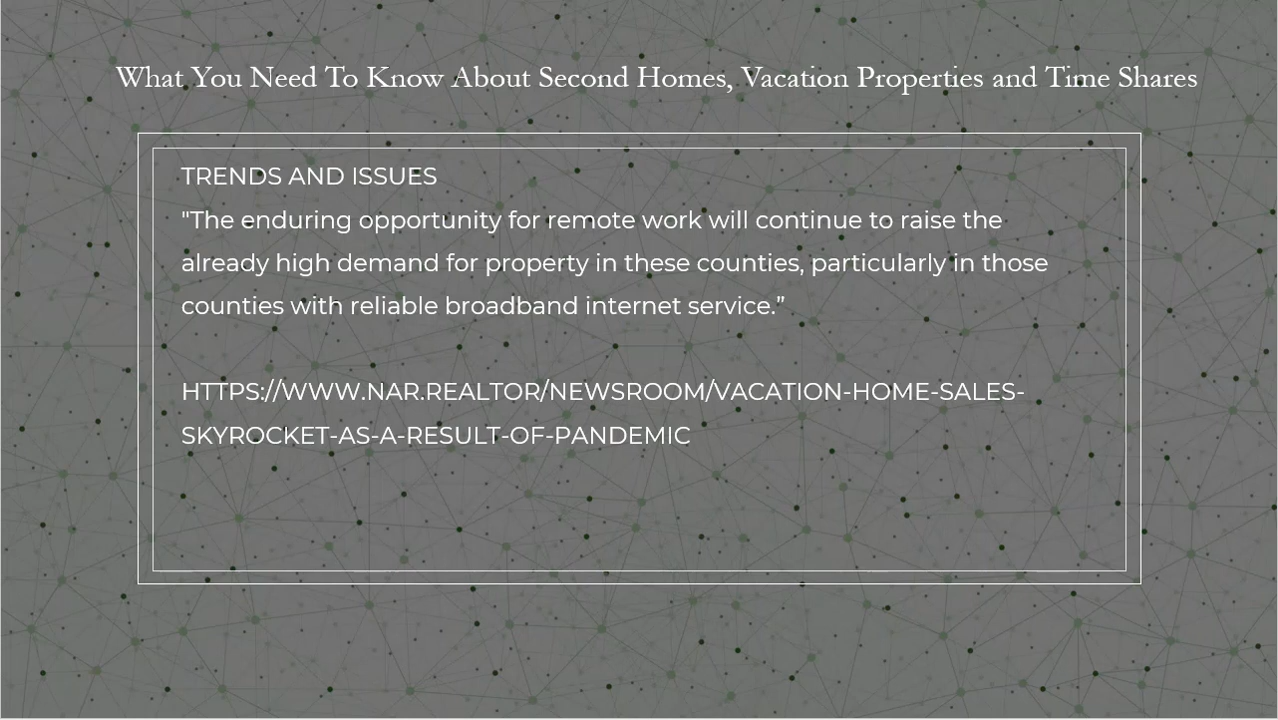 What You Need To Know About Second Homes, Vacation Properties and Time Shares
TRENDS AND ISSUES
"The enduring opportunity for remote work will continue to raise the
already high demand for property in these counties, particularly in those
counties with reliable broadband internet service.”
HTTPS://WWW.NAR.REALTOR/NEWSROOM/VACATION-HOME-SALES-
SKYROCKET-AS-A-RESULT-OF-PANDEMIC